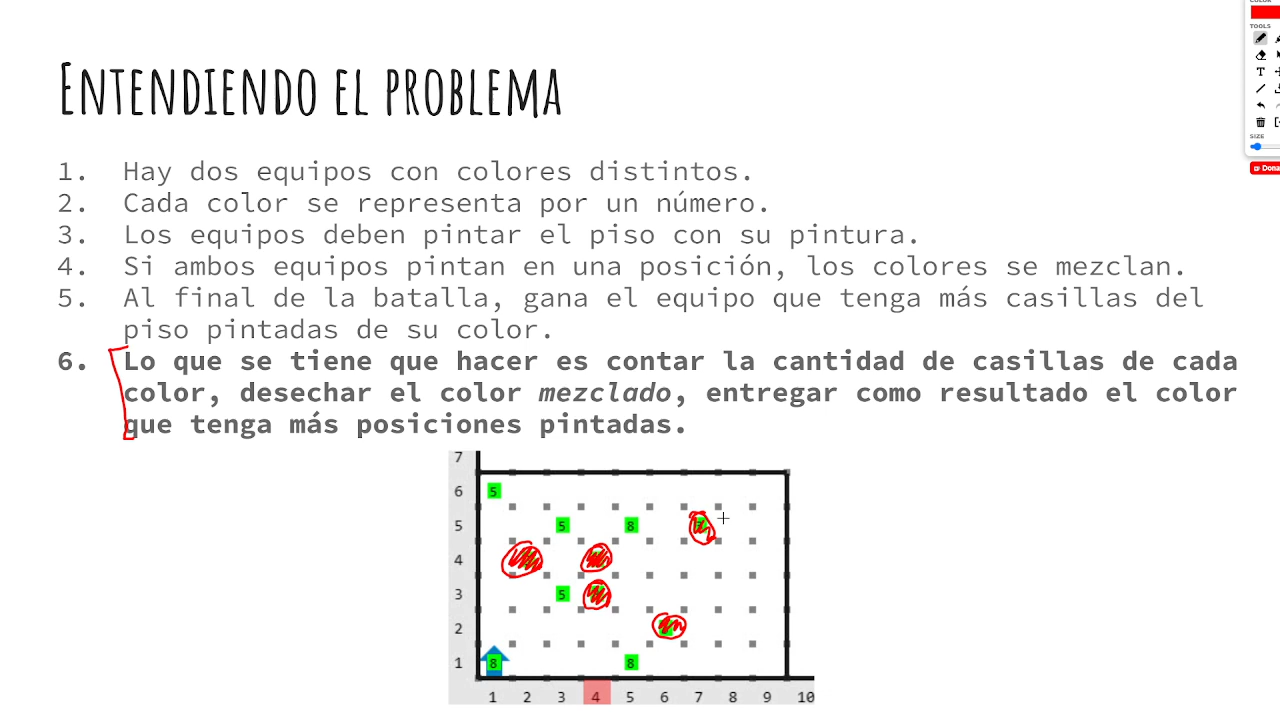 COLOR
TOOLS
ENTENDIENDO EL PROBLEMA
T
SIZE
Dona
1. Hay dos equipos con colores distintos.
2. Cada color se representa por un número.
3. Los equipos deben pintar el piso con su pintura.
4. Si ambos equipos pintan en una posición, los colores se mezclan.
5. Al final de la batalla, gana el equipo que tenga más casillas del
piso pintadas de su color.
6. Lo que se tiene que hacer es contar la cantidad de casillas de cada
color, desechar el color mezclado, entregar como resultado el color
que tenga más posiciones pintadas.
7
6 5
5 5 8
4
3 5
2
1 8 8
1 2 3 4 5 6 7 8 9 10